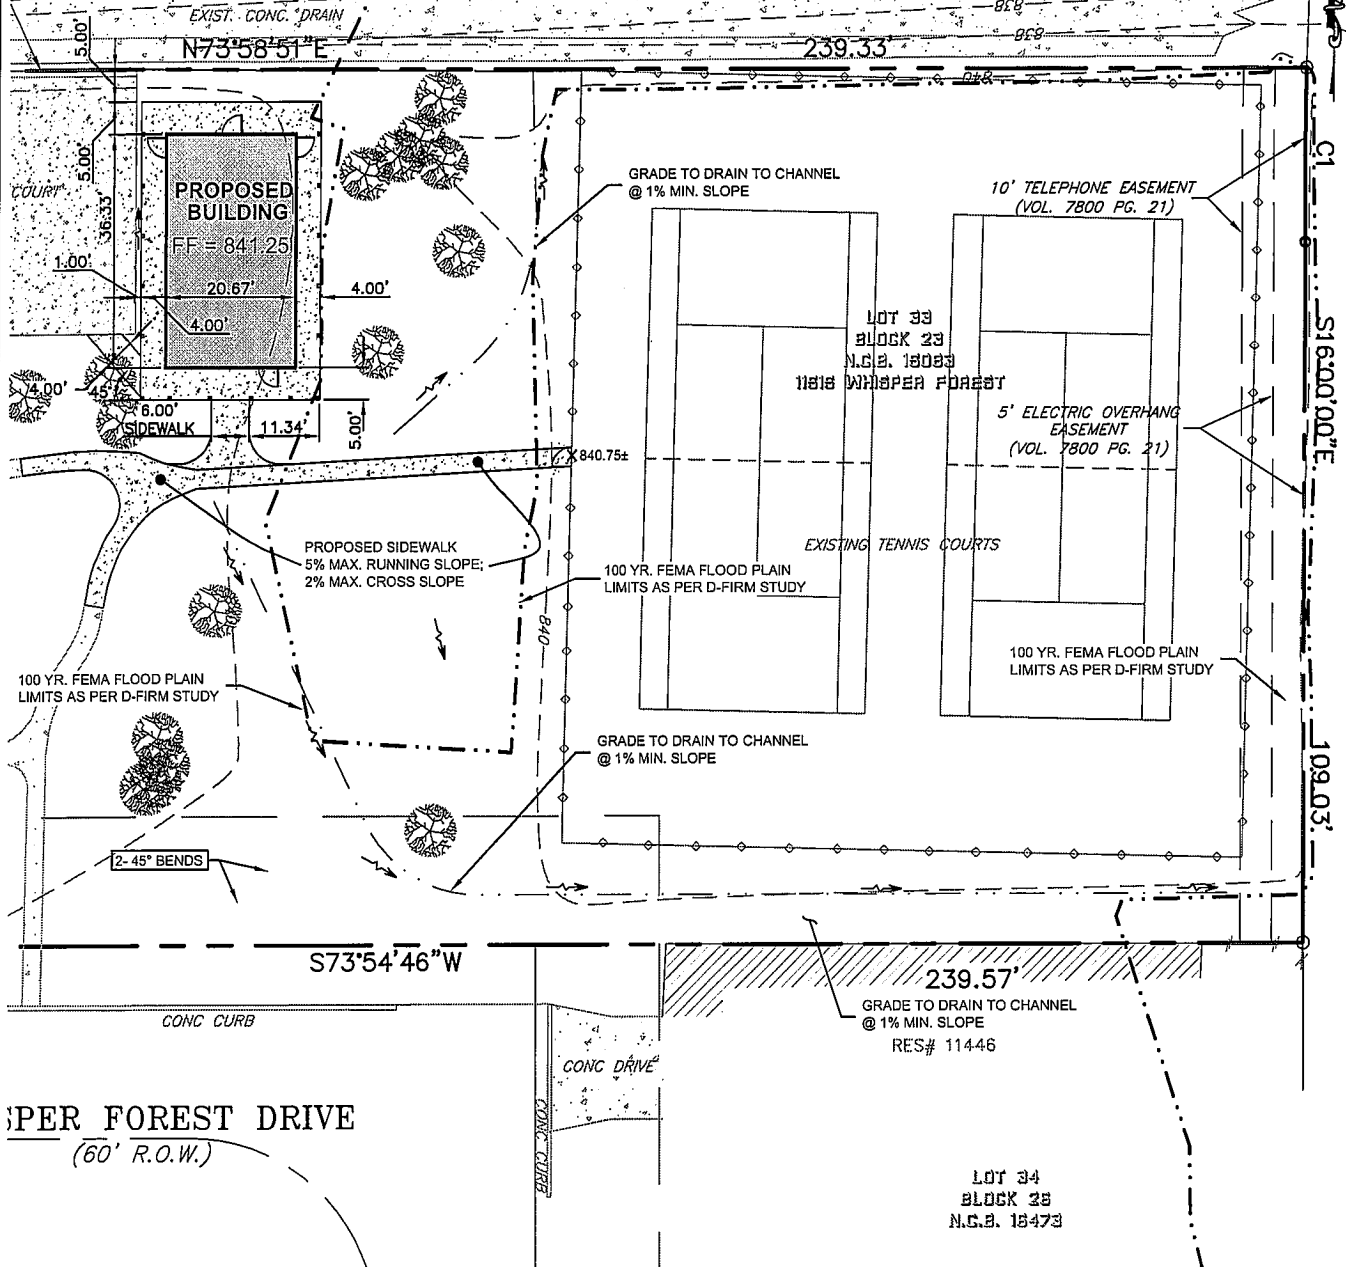 EXIST. CONC. DRAIN
838
838
5.00'
N73°58'51"E
239.33'
840
5.00'
COURT
PROPOSED
BUILDING
FF = 841.25
36.33'
1.00'
20.67'
4.00'
4.00'
4.00'
45°
6.00'
SIDEWALK
11.34'
5.00'
GRADE TO DRAIN TO CHANNEL
@ 1% MIN. SLOPE
10' TELEPHONE EASEMENT
(VOL. 7800 PG. 21)
C1
LOT 33
BLOCK 23
N.C.B. 16083
11616 WHISPER FOREST
S16°00'00"E
5' ELECTRIC OVERHANG
EASEMENT
(VOL. 7800 PG. 21)
840.75±
EXISTING TENNIS COURTS
PROPOSED SIDEWALK
5% MAX. RUNNING SLOPE;
2% MAX. CROSS SLOPE
100 YR. FEMA FLOOD PLAIN
LIMITS AS PER D-FIRM STUDY
840
100 YR. FEMA FLOOD PLAIN
LIMITS AS PER D-FIRM STUDY
100 YR. FEMA FLOOD PLAIN
LIMITS AS PER D-FIRM STUDY
GRADE TO DRAIN TO CHANNEL
@ 1% MIN. SLOPE
109.03'
2- 45° BENDS
S73°54'46"W
239.57'
GRADE TO DRAIN TO CHANNEL
@ 1% MIN. SLOPE
RES# 11446
CONC CURB
CONC DRIVE
CONC CURB
SPER FOREST DRIVE
(60' R.O.W.)
LOT 34
BLOCK 28
N.C.B. 16473